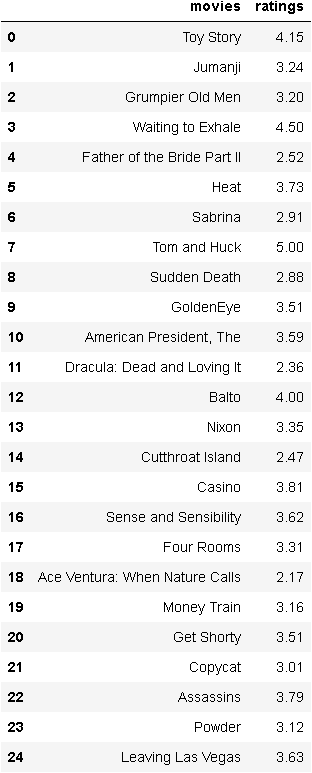 movies ratings
0 Toy Story 4.15
1 Jumanji 3.24
2 Grumpier Old Men 3.20
3 Waiting to Exhale 4.50
4 Father of the Bride Part II 2.52
5 Heat 3.73
6 Sabrina 2.91
7 Tom and Huck 5.00
8 Sudden Death 2.88
9 GoldenEye 3.51
10 American President, The 3.59
11 Dracula: Dead and Loving It 2.36
12 Balto 4.00
13 Nixon 3.35
14 Cutthroat Island 2.47
15 Casino 3.81
16 Sense and Sensibility 3.62
17 Four Rooms 3.31
18 Ace Ventura: When Nature Calls 2.17
19 Money Train 3.16
20 Get Shorty 3.51
21 Copycat 3.01
22 Assassins 3.79
23 Powder 3.12
24 Leaving Las Vegas 3.63